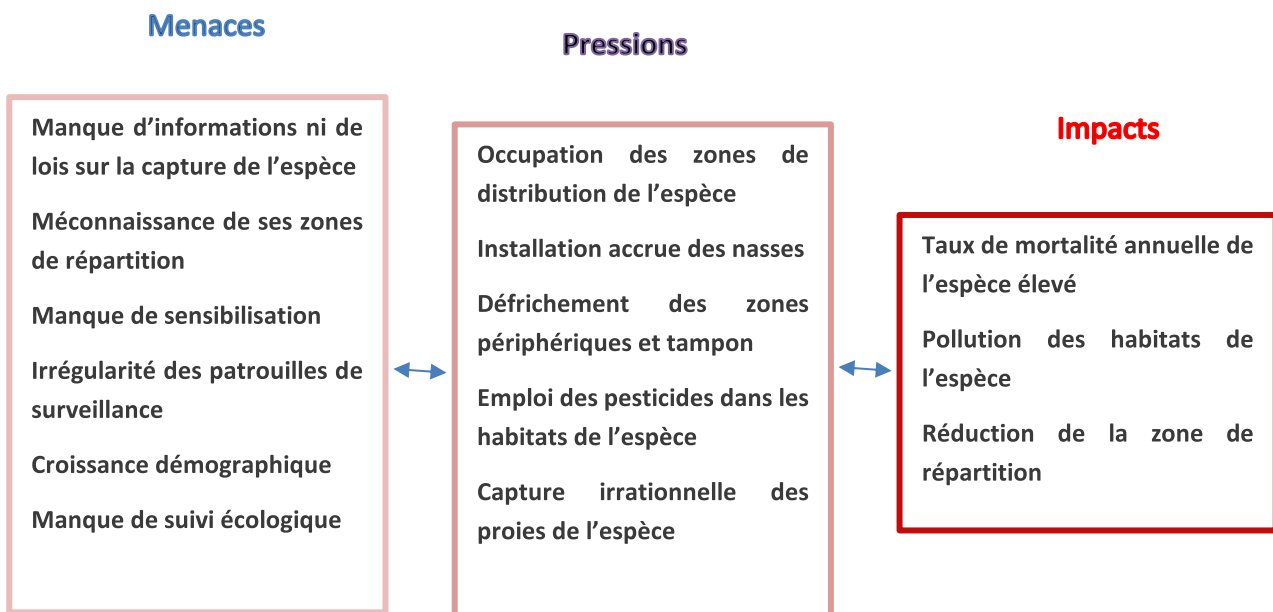 Menaces
Manque d’informations ni de
lois sur la capture de l’espèce
Méconnaissance de ses zones
de répartition
Manque de sensibilisation
Irrégularité des patrouilles de
surveillance
Croissance démographique
Manque de suivi écologique
Pressions
Occupation des zones de
distribution de l’espèce
Installation accrue des nasses
Défrichement des zones
périphériques et tampon
Emploi des pesticides dans les
habitats de l’espèce
Capture irrationnelle des
proies de l’espèce
Impacts
Taux de mortalité annuelle de
l’espèce élevé
Pollution des habitats de
l’espèce
Réduction de la zone de
répartition